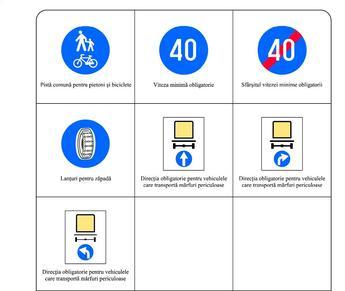 40
40
Pistă comună pentru pietoni și biciclete
Viteza minimă obligatorie
Sfârșitul vitezei minime obligatorii
Lanțuri pentru zăpadă
Direcția obligatorie pentru vehiculele
care transportă mărfuri periculoase
Direcția obligatorie pentru vehiculele
care transportă mărfuri periculoase
Direcția obligatorie pentru vehiculele
care transportă mărfuri periculoase